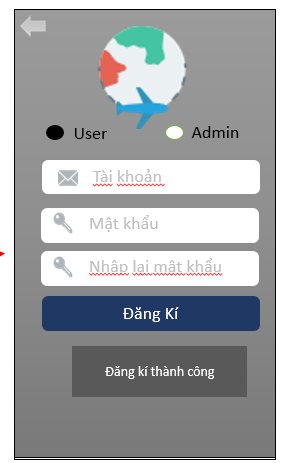 User Admin
Tài khoản
Mật khẩu
Nhập lại mật khẩu
Đăng Kí
Đăng kí thành công